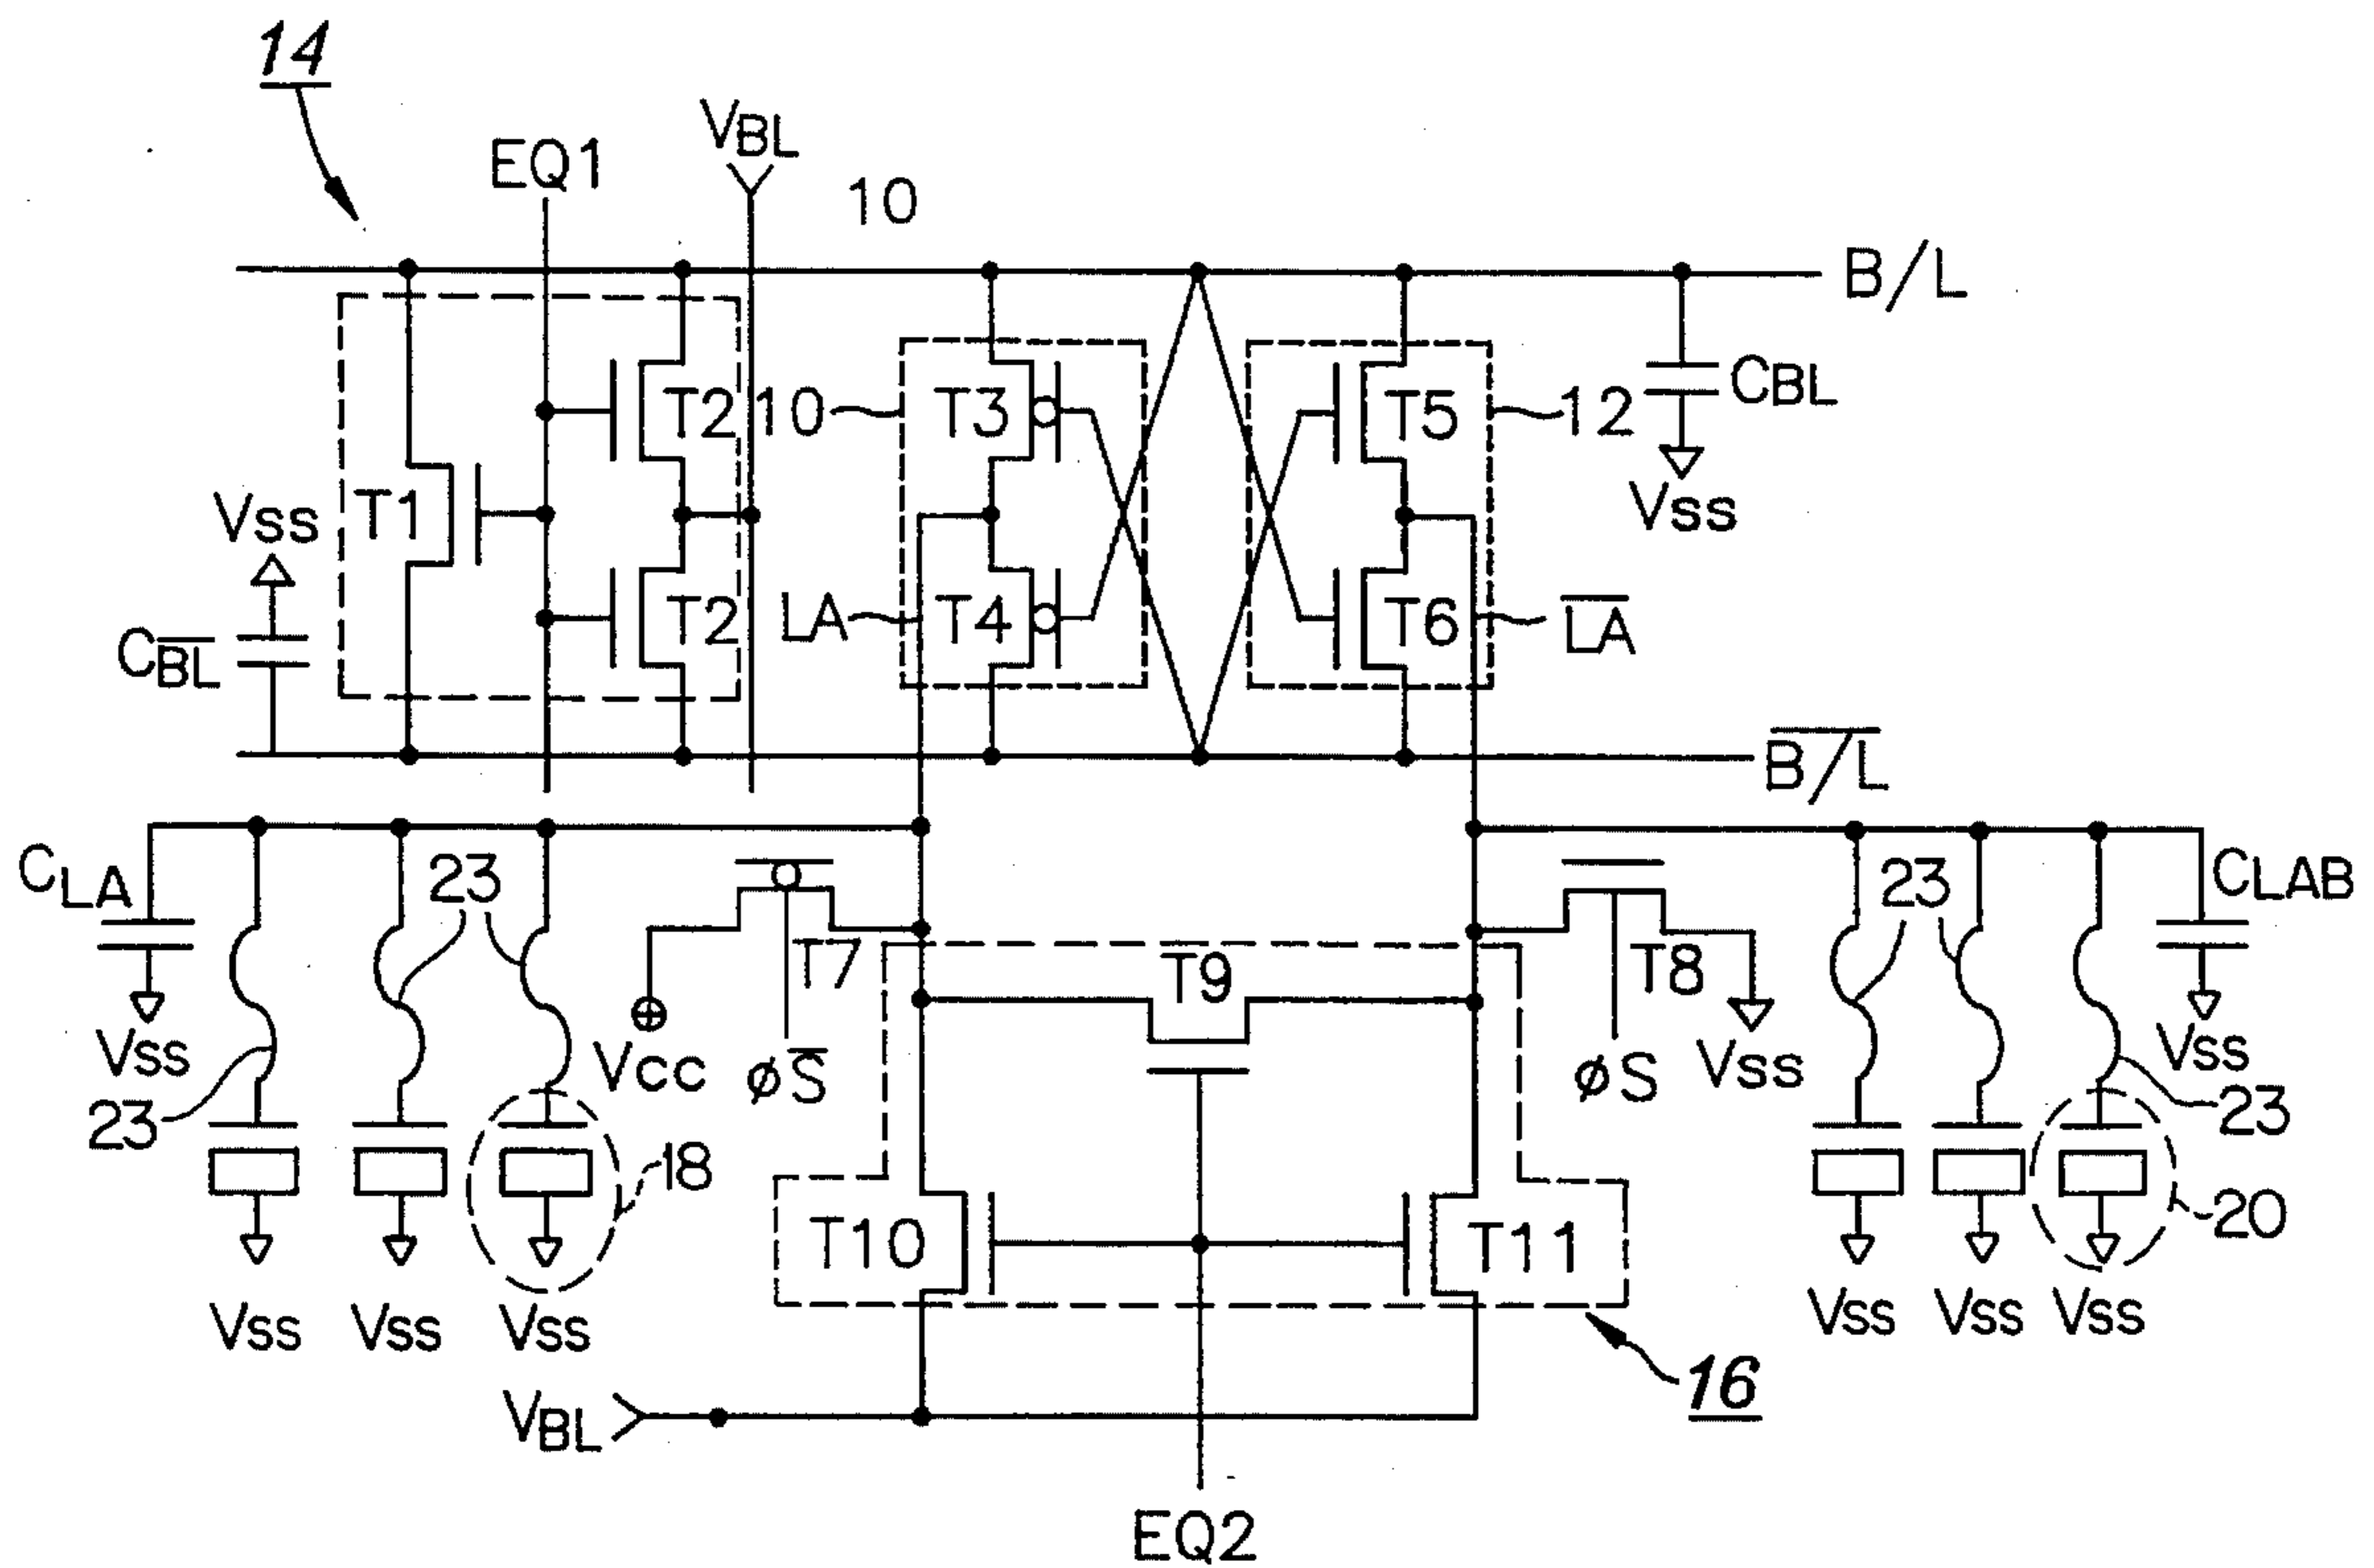 14
EQ1
VBL
10
B/L
T2
10
T3
T5
12
CBL
Vss
T1
Vss
CBL
T2
LA
T4
T6
LA
B/L
CLA
23
T7
T9
T8
23
CLAB
Vss
Vcc
øS
øS
Vss
Vss
23
18
23
20
T10
T11
Vss
Vss
Vss
Vss
Vss
Vss
16
VBL
EQ2